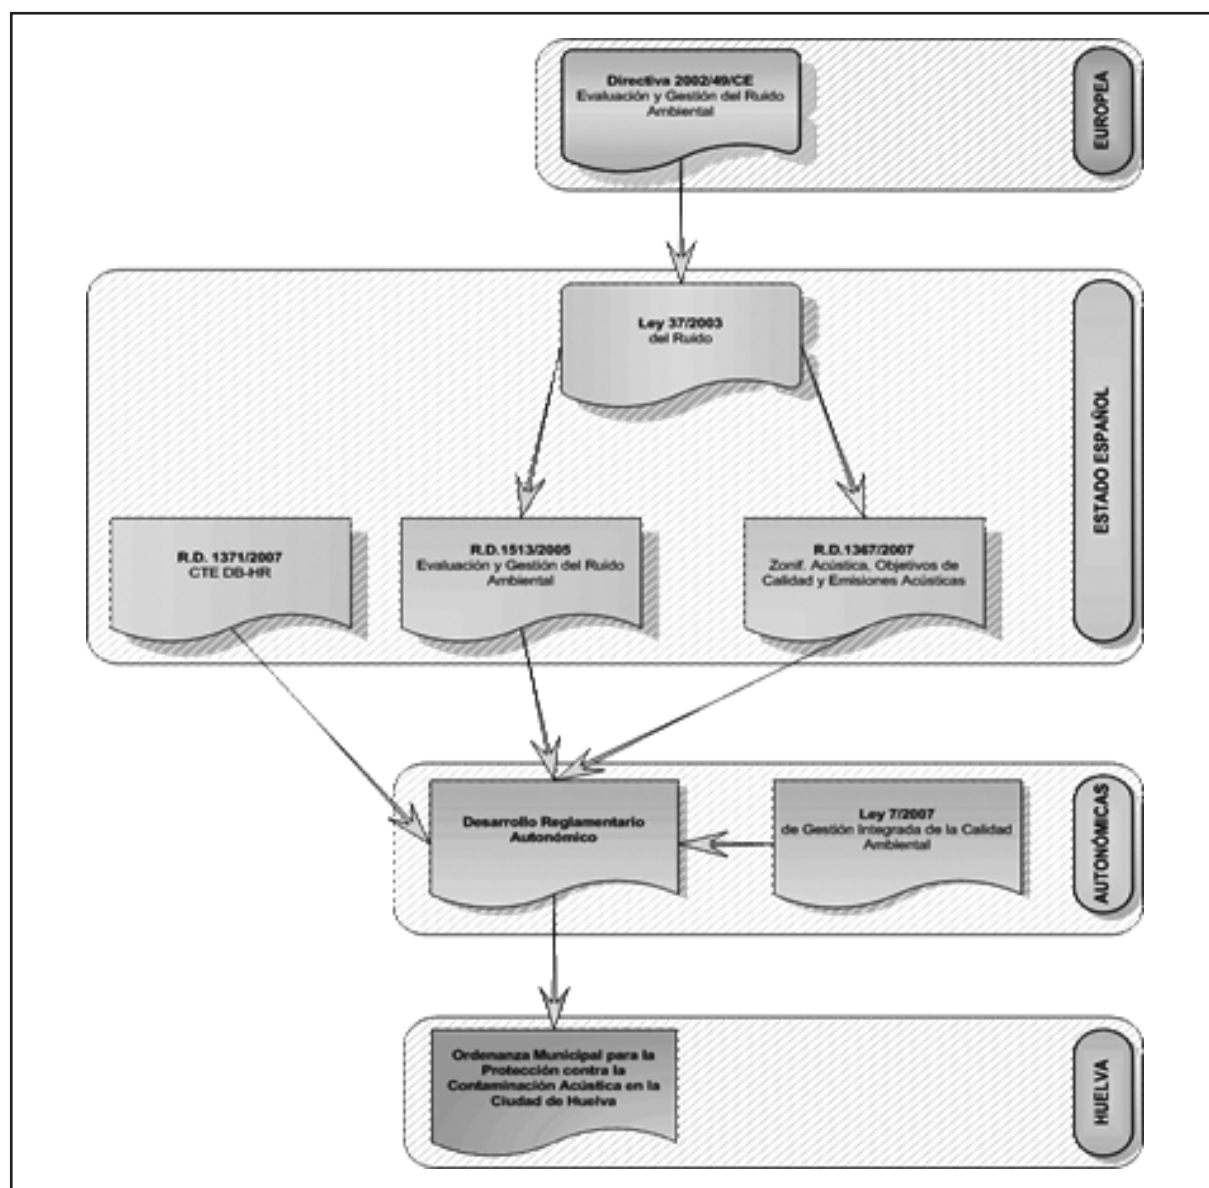 Directiva 2002/49/CE
Evaluación y Gestión del Ruido
Ambiental
EUROPEA
Ley 37/2003
del Ruido
ESTADO ESPAÑOL
R.D. 1371/2007
CTE DB-HR
R.D.1513/2005
Evaluación y Gestión del Ruido
Ambiental
R.D.1367/2007
Zonif. Acústica, Objetivos de
Calidad y Emisiones Acústicas
Desarrollo Reglamentario
Autonómico
Ley 7/2007
de Gestión Integrada de la Calidad
Ambiental
AUTONÓMICAS
Ordenanza Municipal para la
Protección contra la
Contaminación Acústica en la
Ciudad de Huelva
HUELVA